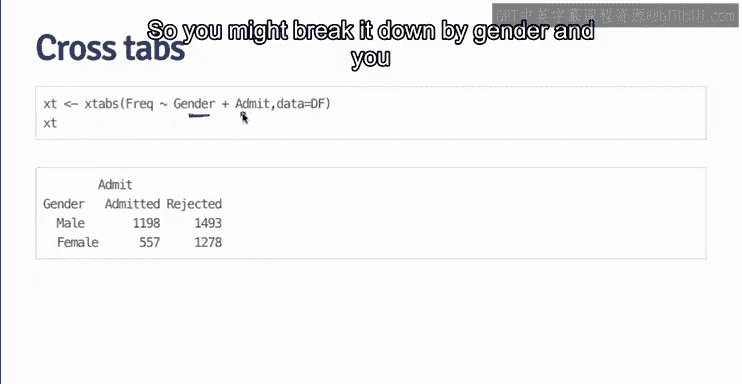 So you might break it down by gender and
you
Cross tabs
xt <- xtabs(Freq ~ Gender + Admit,data=DF)
xt
Admit
Gender Admitted Rejected
Male 1198 1493
Female 557 1278